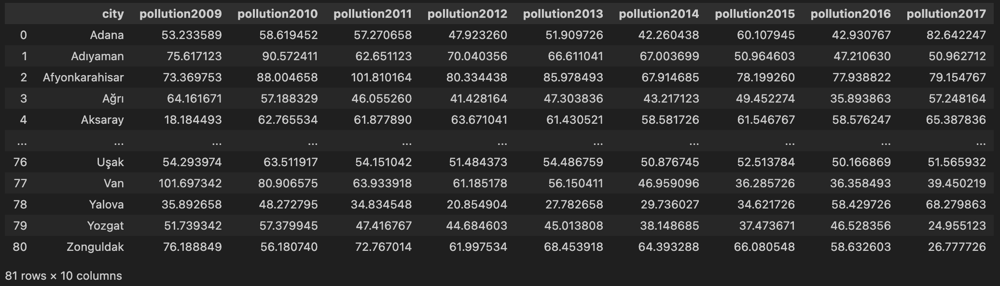 city pollution2009 pollution2010 pollution2011 pollution2012 pollution2013 pollution2014 pollution2015 pollution2016 pollution2017
0 Adana 53.233589 58.619452 57.270658 47.923260 51.909726 42.260438 60.107945 42.930767 82.642247
1 Adıyaman 75.617123 90.572411 62.651123 70.040356 66.611041 67.003699 50.964603 47.210630 50.962712
2 Afyonkarahisar 73.369753 88.004658 101.810164 80.334438 85.978493 67.914685 78.199260 77.938822 79.154767
3 Ağrı 64.161671 57.188329 46.055260 41.428164 47.303836 43.217123 49.452274 35.893863 57.248164
4 Aksaray 18.184493 62.765534 61.877890 63.671041 61.430521 58.581726 61.546767 58.576247 65.387836
... ... ... ... ... ... ... ... ... ... ...
76 Uşak 54.293974 63.511917 54.151042 51.484373 54.486759 50.876745 52.513784 50.166869 51.565932
77 Van 101.697342 80.906575 63.933918 61.185178 56.150411 46.959096 36.285726 36.358493 39.450219
78 Yalova 35.892658 48.272795 34.834548 20.854904 27.782658 29.736027 34.621726 58.429726 68.279863
79 Yozgat 51.739342 57.379945 47.416767 44.684603 45.013808 38.148685 37.473671 46.528356 24.955123
80 Zonguldak 76.188849 56.180740 72.767014 61.997534 68.453918 64.393288 66.080548 58.632603 26.777726
81 rows × 10 columns